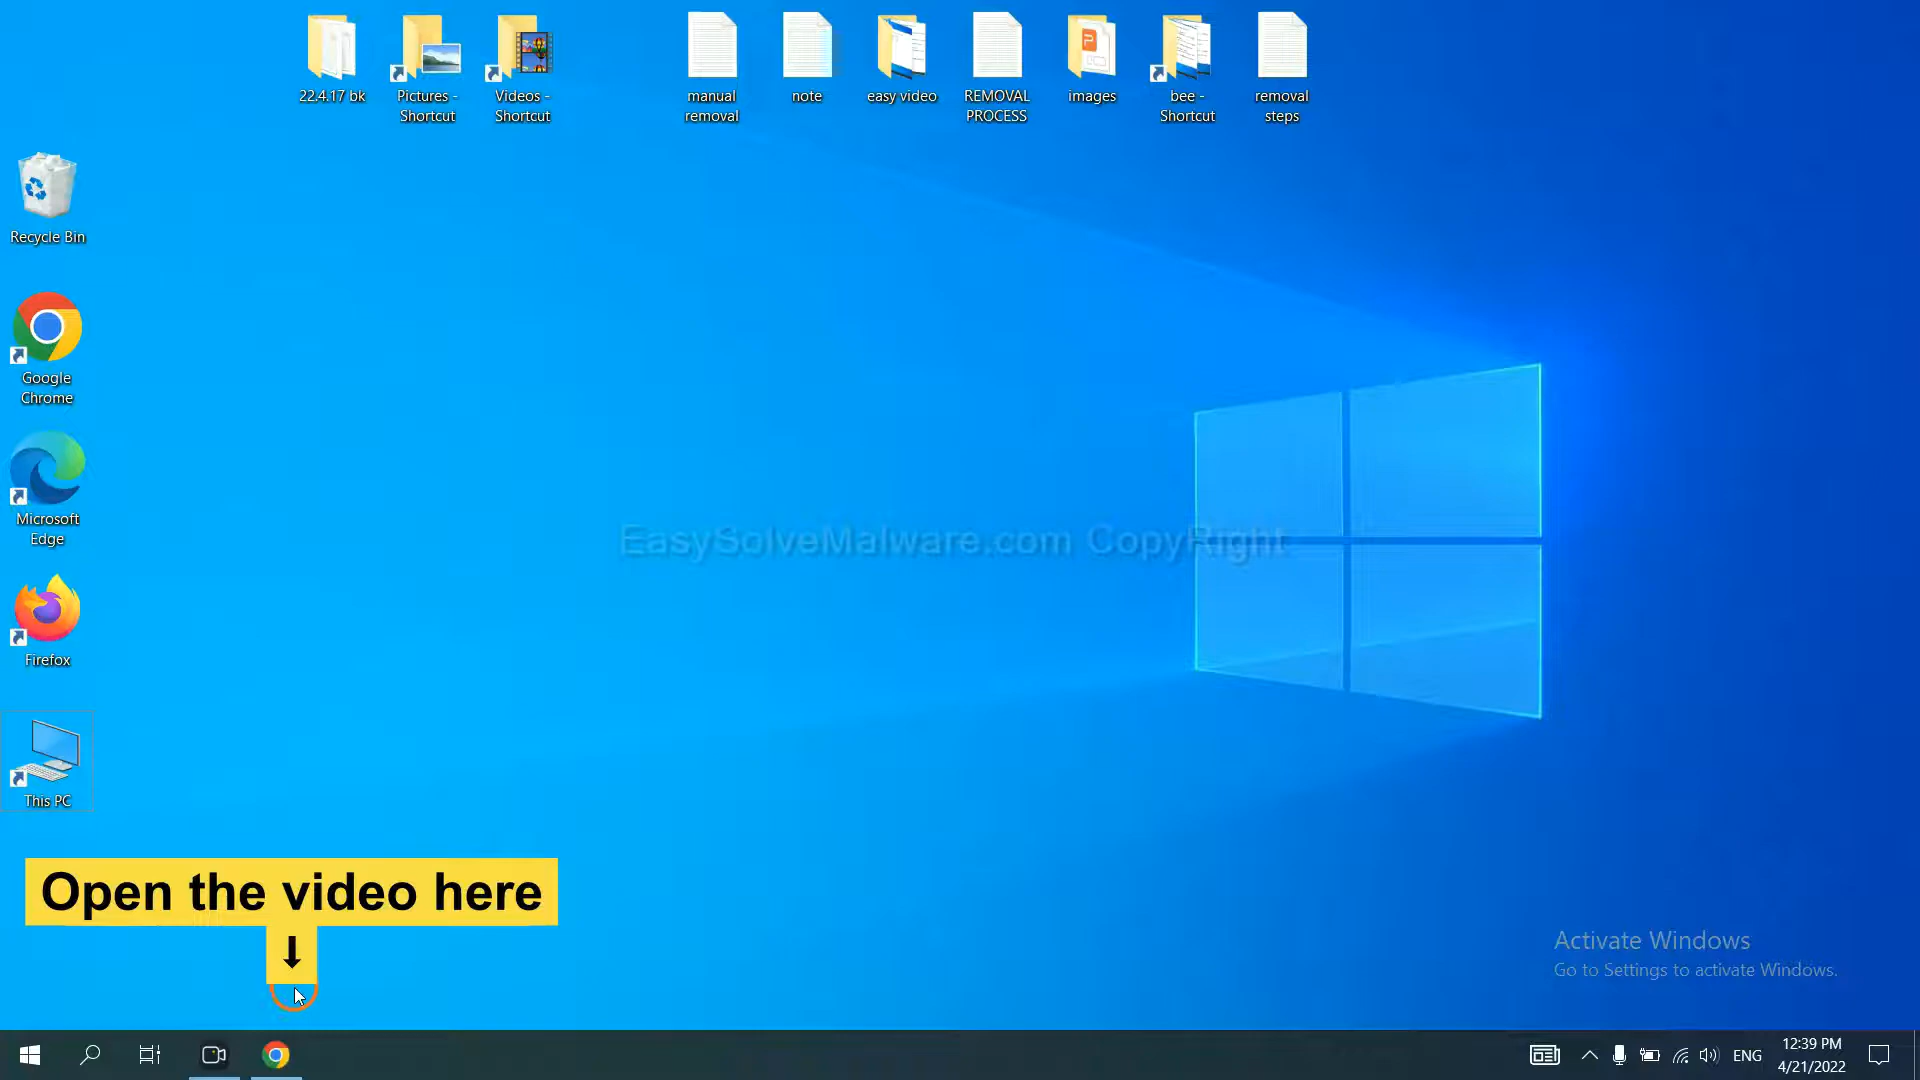 22.4.17 bk
Pictures -
Shortcut
Videos -
Shortcut
manual
removal
note
easy video
REMOVAL
PROCESS
images
bee -
Shortcut
removal
steps
Recycle Bin
Google
Chrome
Microsoft
Edge
Firefox
This PC
EasySolveMalware.com CopyRight
Open the video here
Activate Windows
Go to Settings to activate Windows.
ENG
12:39 PM
4/21/2022